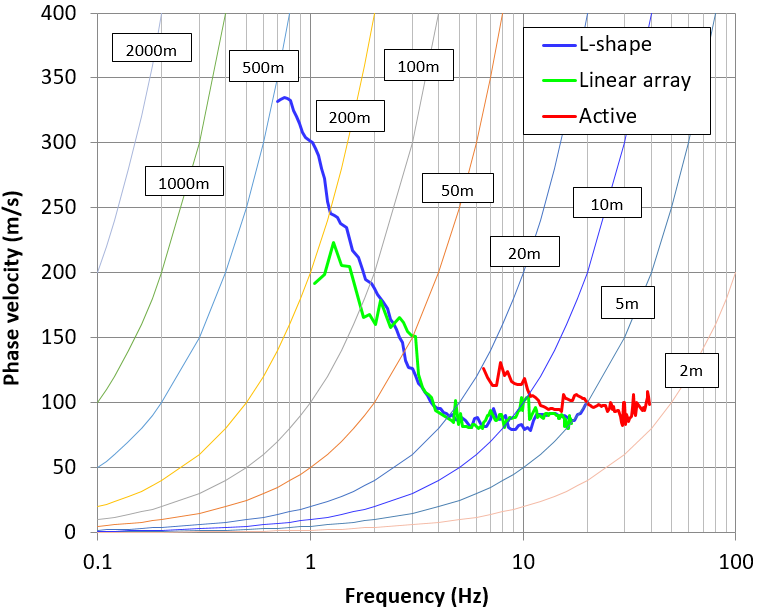 400
350
300
250
200
150
100
50
0
Phase velocity (m/s)
2000m
1000m
500m
200m
100m
50m
20m
10m
5m
2m
L-shape
Linear array
Active
0.1
1
10
100
Frequency (Hz)